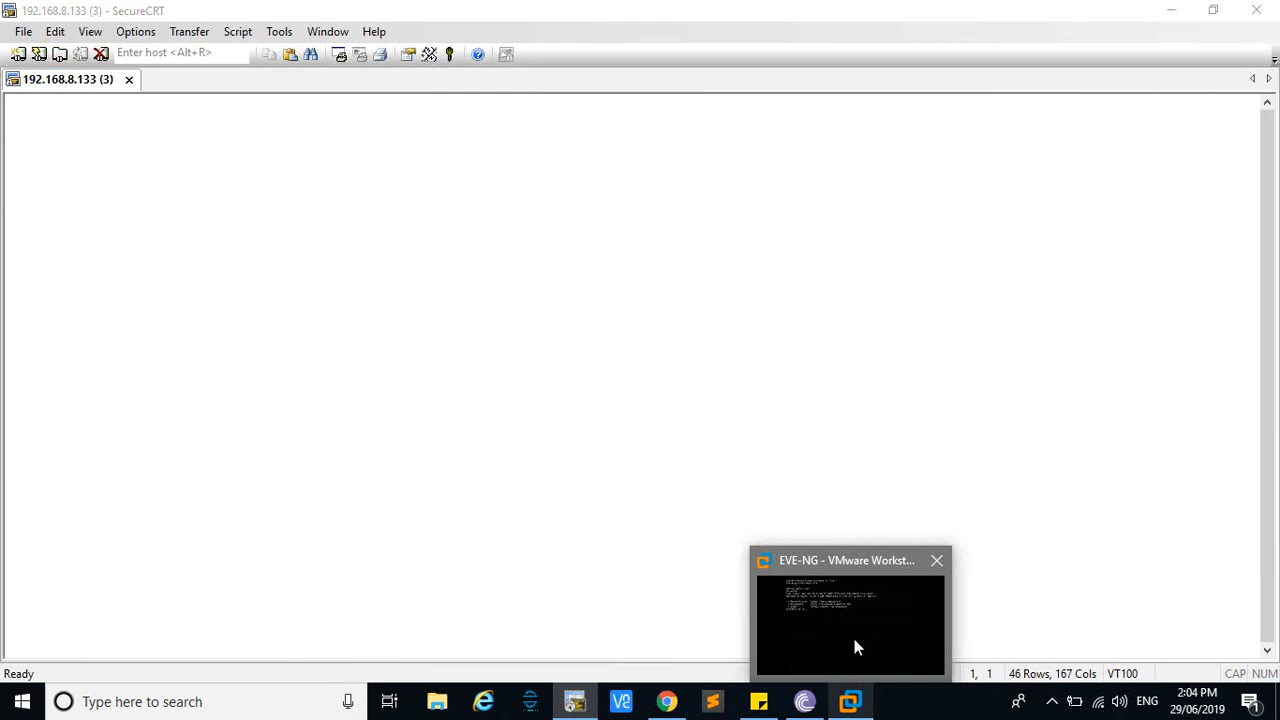 192.168.8.133 (3) - SecureCRT
File Edit View Options Transfer Script Tools Window Help
Enter host <Alt+R>
192.168.8.133 (3)
EVE-NG - VMware Workst...
Ready 1, 1 46 Rows, 167 Cols VT100 CAP NUM
Type here to search
ENG
2:04 PM
29/06/2019